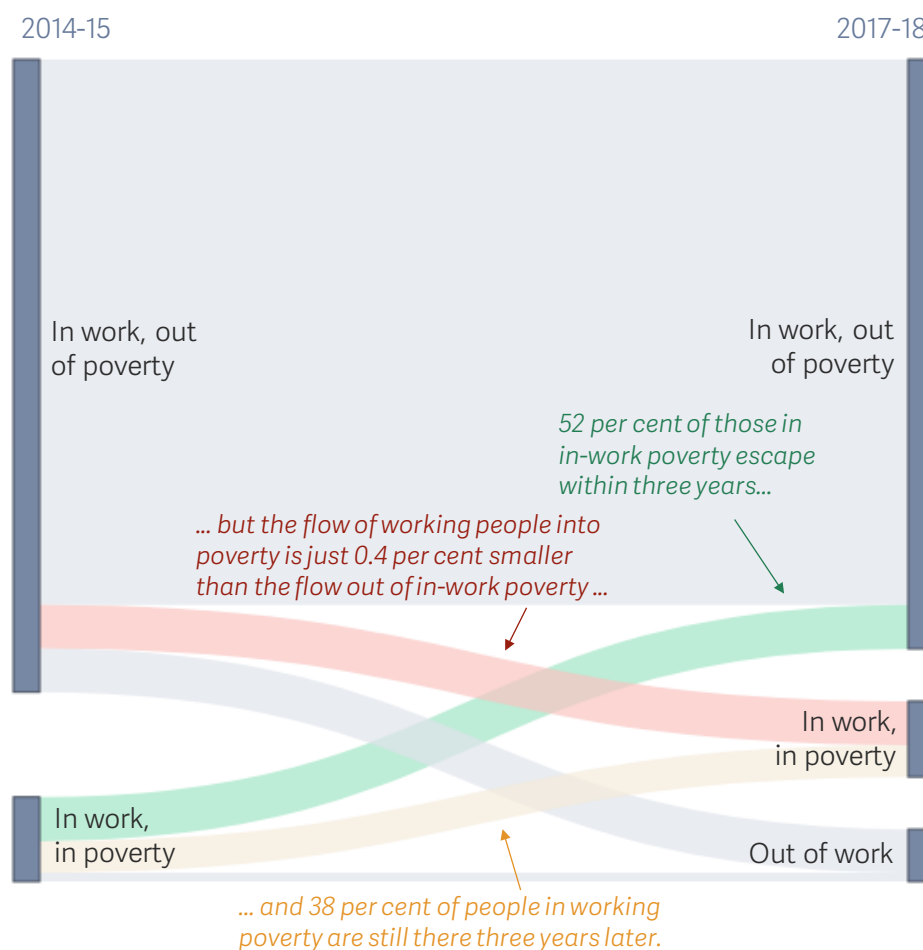 2014-15
2017-18
In work, out
of poverty
In work, out
of poverty
52 per cent of those in
in-work poverty escape
within three years...
... but the flow of working people into
poverty is just 0.4 per cent smaller
than the flow out of in-work poverty ...
In work,
in poverty
In work,
in poverty
Out of work
... and 38 per cent of people in working
poverty are still there three years later.